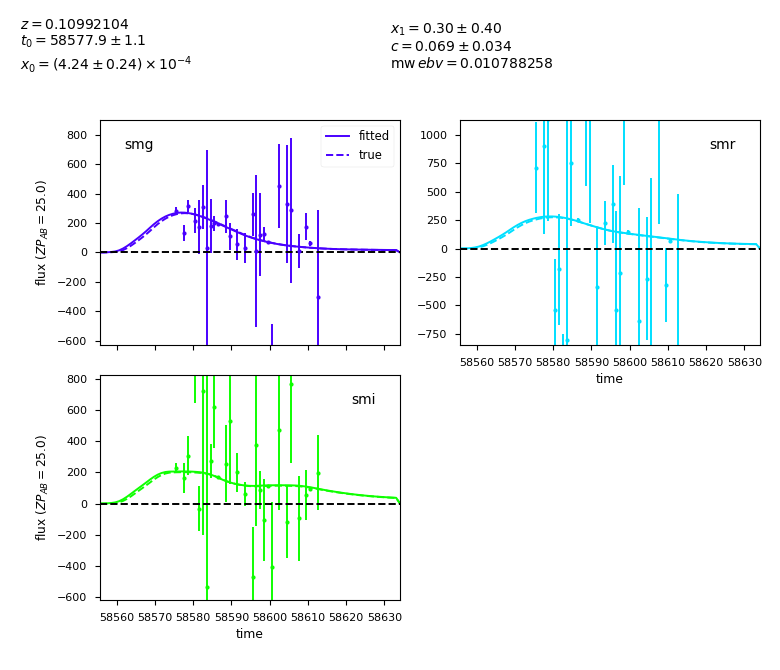 z = 0.10992104
t₀ = 58577.9 ± 1.1
x₀ = (4.24 ± 0.24) × 10⁻⁴
x₁ = 0.30 ± 0.40
c = 0.069 ± 0.034
mw ebv = 0.010788258
smg
fitted
true
flux (ZP_AB = 25.0)
800
600
400
200
0
−200
−400
−600
smr
1000
750
500
250
0
−250
−500
−750
58560 58570 58580 58590 58600 58610 58620 58630
time
smi
flux (ZP_AB = 25.0)
800
600
400
200
0
−200
−400
−600
58560 58570 58580 58590 58600 58610 58620 58630
time